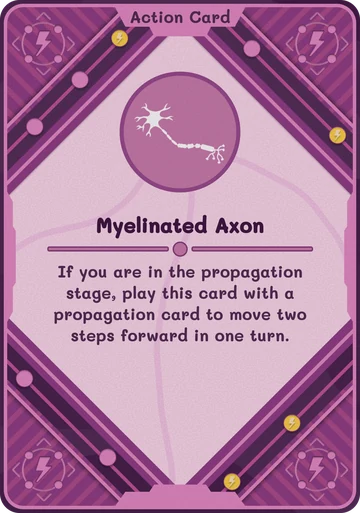 Action Card
Myelinated Axon
If you are in the propagation
stage, play this card with a
propagation card to move two
steps forward in one turn.